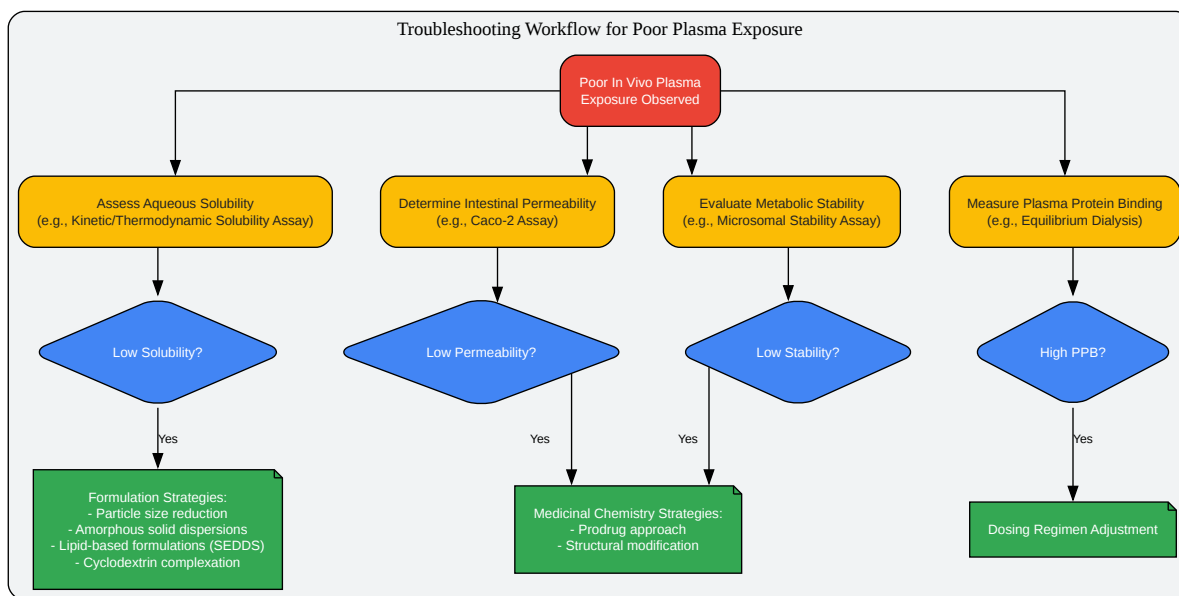 Troubleshooting Workflow for Poor Plasma Exposure
Poor In Vivo Plasma
Exposure Observed
Assess Aqueous Solubility
(e.g., Kinetic/Thermodynamic Solubility Assay)
Determine Intestinal Permeability
(e.g., Caco-2 Assay)
Evaluate Metabolic Stability
(e.g., Microsomal Stability Assay)
Measure Plasma Protein Binding
(e.g., Equilibrium Dialysis)
Low Solubility?
Low Permeability?
Low Stability?
High PPB?
Yes
Yes
Yes
Yes
Formulation Strategies:
- Particle size reduction
- Amorphous solid dispersions
- Lipid-based formulations (SEDDS)
- Cyclodextrin complexation
Medicinal Chemistry Strategies:
- Prodrug approach
- Structural modification
Dosing Regimen Adjustment